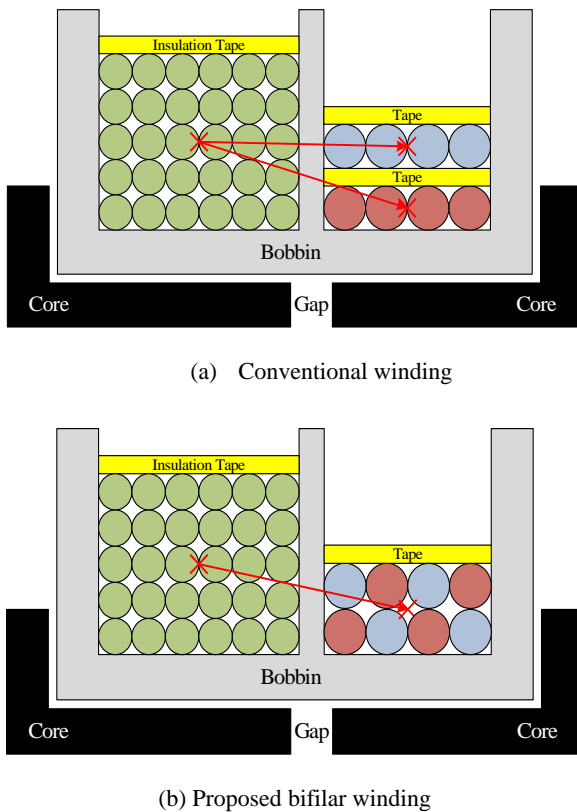 Insulation Tape
Tape
Tape
Bobbin
Core
Gap
Core
(a) Conventional winding
Insulation Tape
Tape
Bobbin
Core
Gap
Core
(b) Proposed bifilar winding